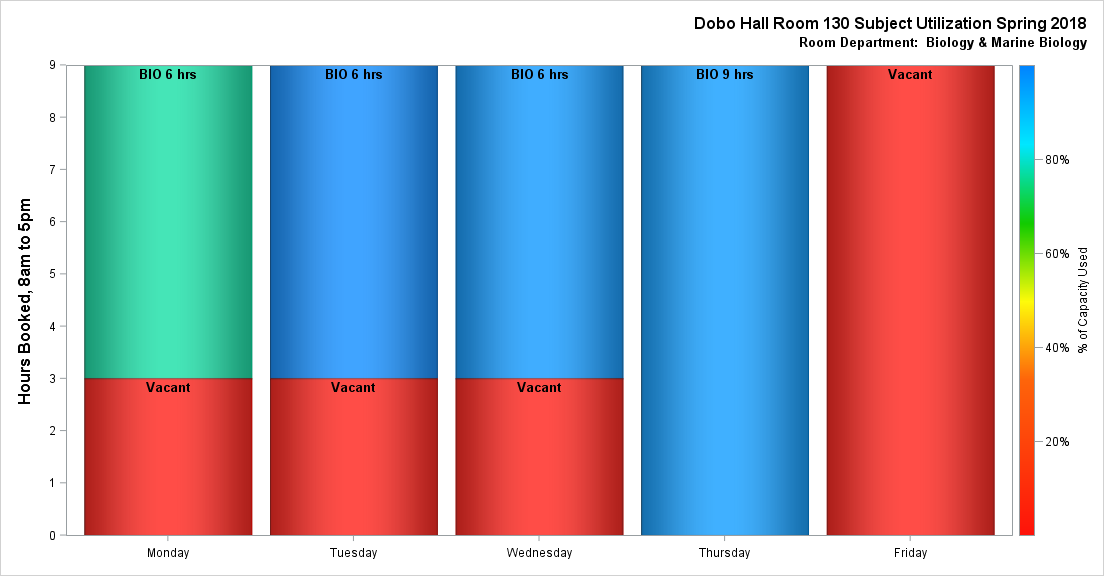 Dobo Hall Room 130 Subject Utilization Spring 2018
Room Department: Biology & Marine Biology
Hours Booked, 8am to 5pm
9
8
7
6
5
4
3
2
1
0
BIO 6 hrs
Vacant
BIO 6 hrs
Vacant
BIO 6 hrs
Vacant
BIO 9 hrs
Vacant
Monday
Tuesday
Wednesday
Thursday
Friday
80%
60%
40%
20%
% of Capacity Used